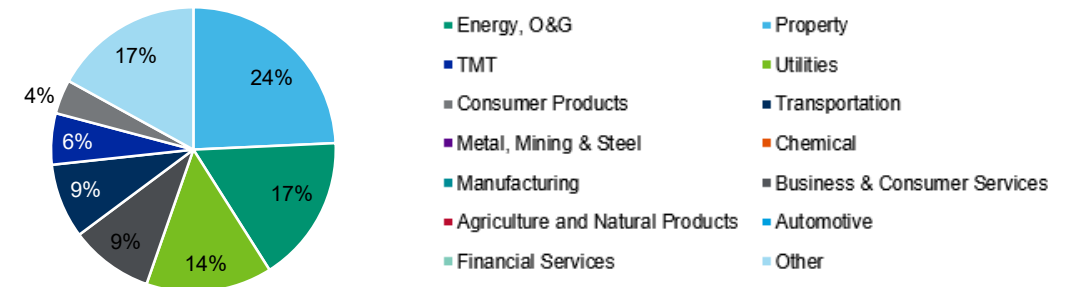 17%
24%
4%
6%
9%
17%
9%
14%
Energy, O&G
Property
TMT
Utilities
Consumer Products
Transportation
Metal, Mining & Steel
Chemical
Manufacturing
Business & Consumer Services
Agriculture and Natural Products
Automotive
Financial Services
Other